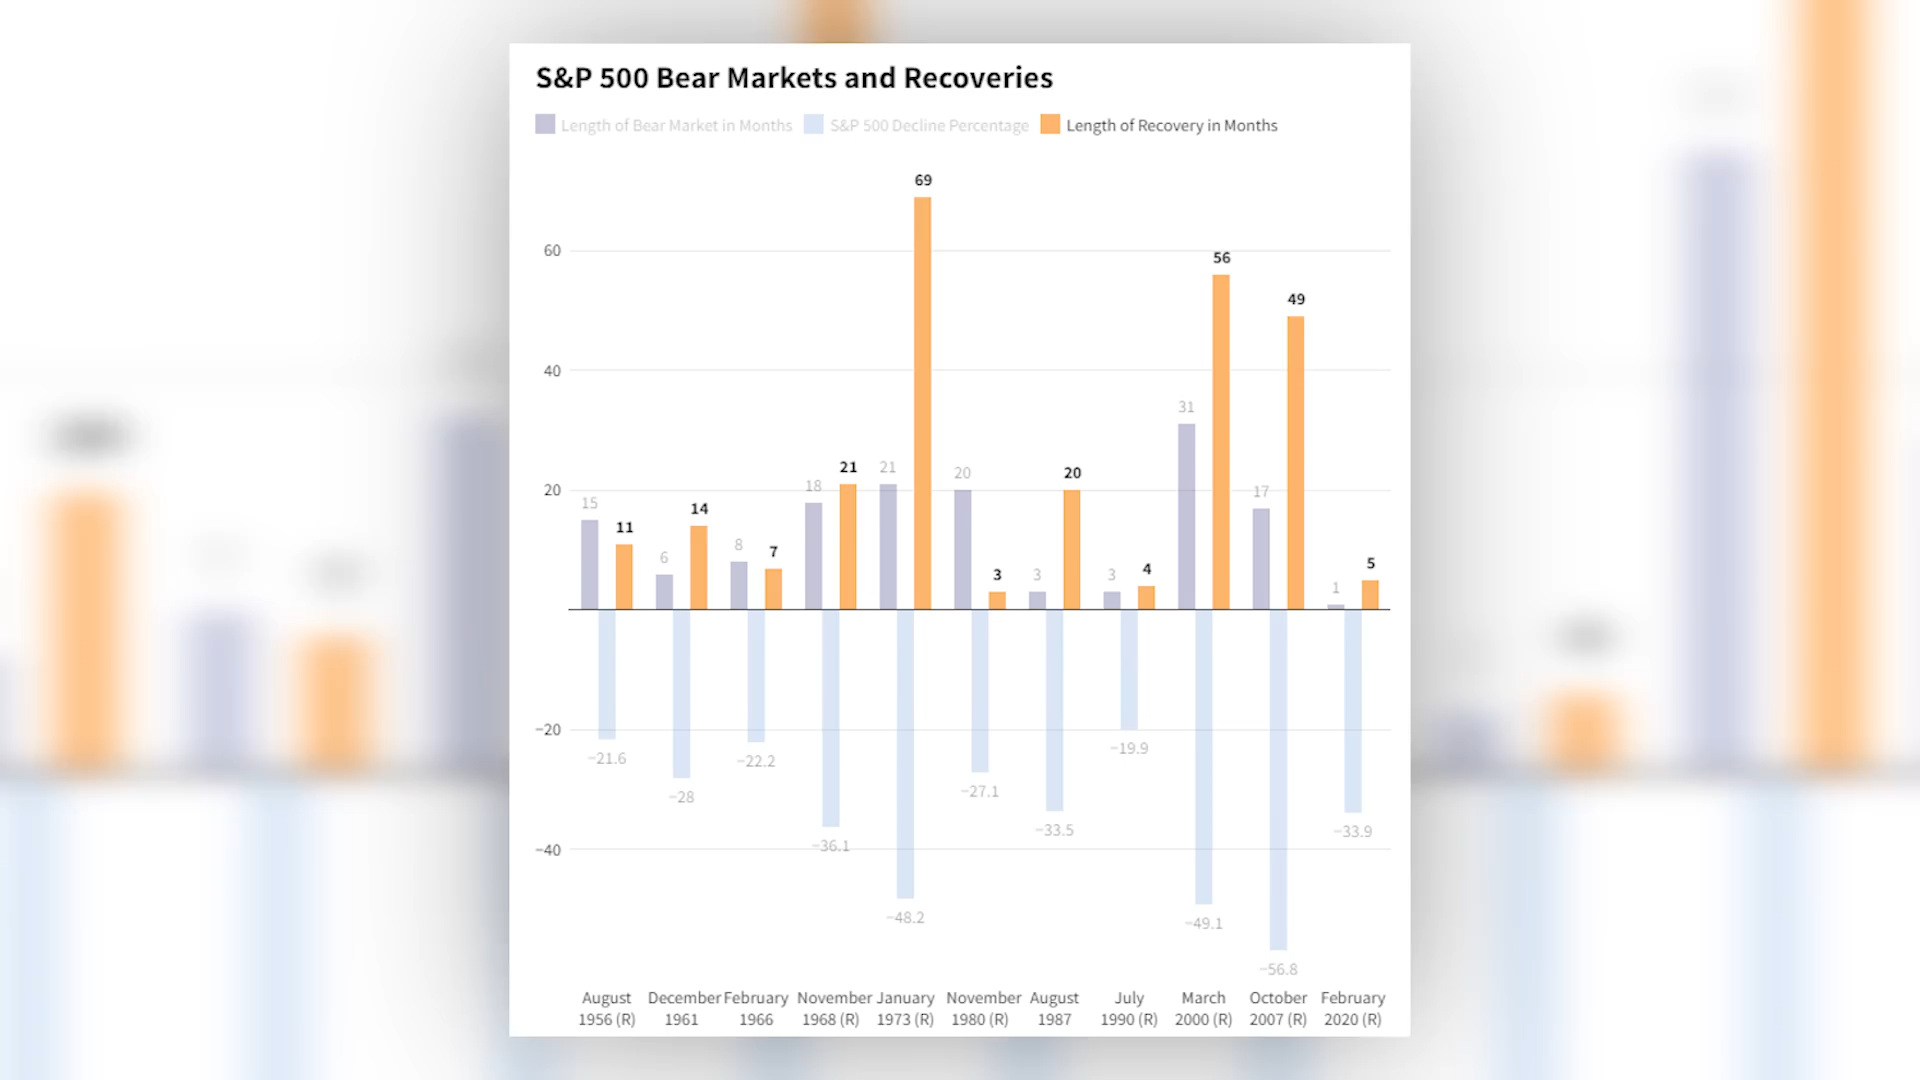 S&P 500 Bear Markets and Recoveries
Length of Bear Market in Months S&P 500 Decline Percentage Length of Recovery in Months
69
60
56
49
40
31
21 21 20 20
18
20
15 14 17
11
6 8 7
3 3 3 4 1 5
−20
−21.6 −28 −22.2 −36.1 −48.2 −27.1 −33.5 −19.9 −49.1 −56.8 −33.9
−40
August December February November January November August July March October February
1956 (R) 1961 1966 1968 (R) 1973 (R) 1980 (R) 1987 1990 (R) 2000 (R) 2007 (R) 2020 (R)